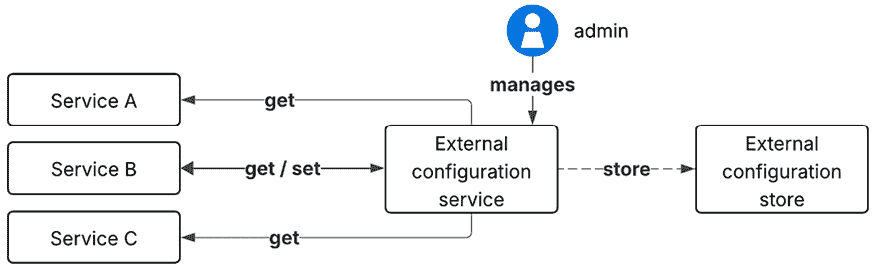 admin
manages
Service A
get
Service B
get / set
External
configuration
service
store
External
configuration
store
Service C
get